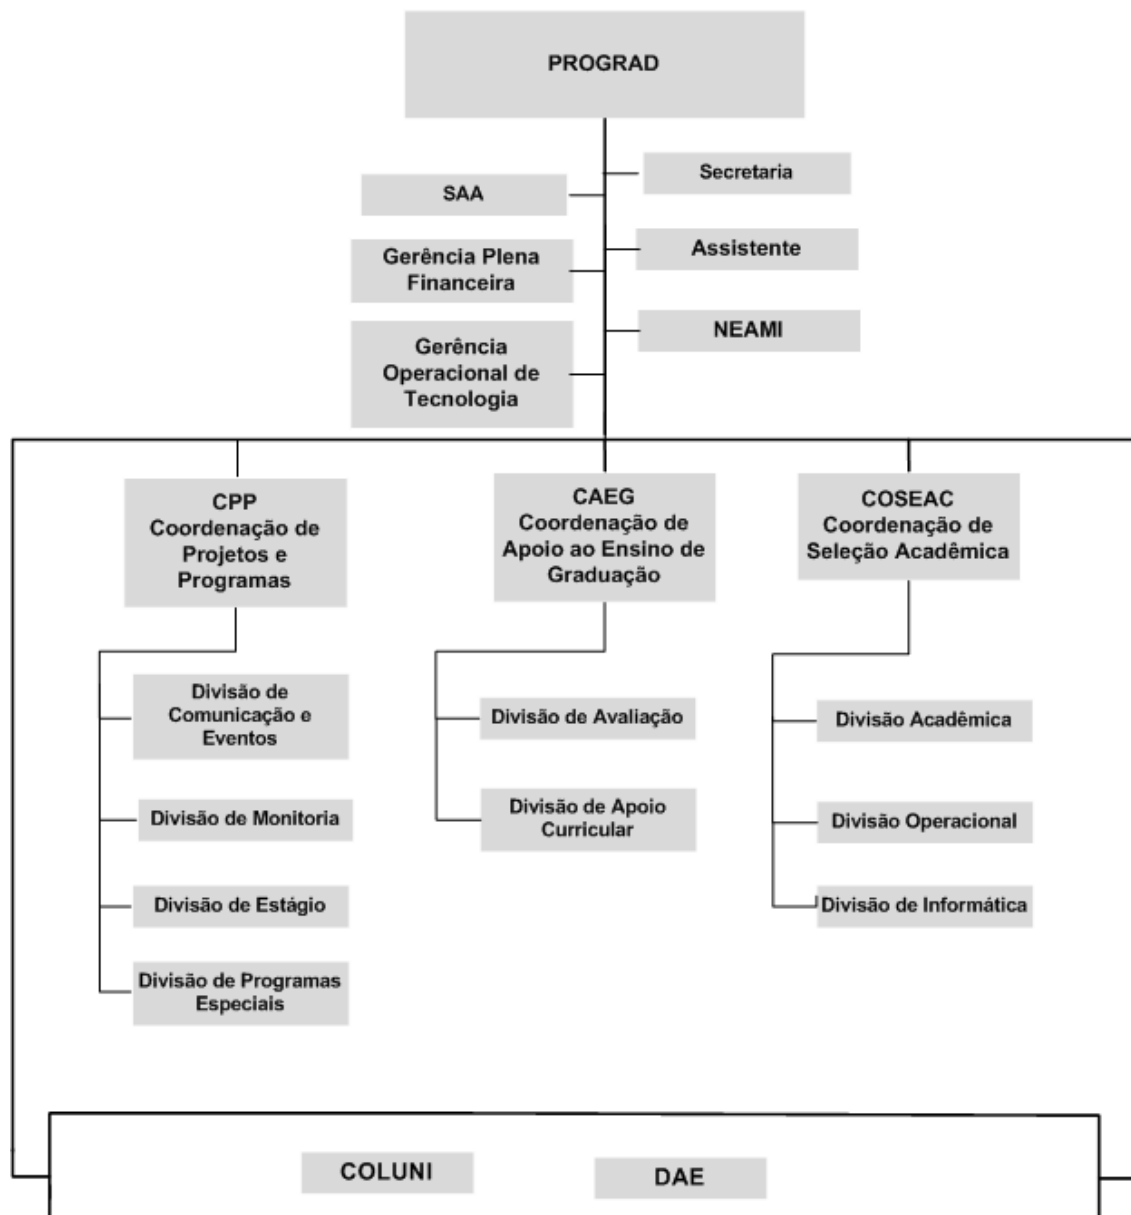 PROGRAD
Secretaria
SAA
Assistente
Gerência Plena
Financeira
NEAMI
Gerência
Operacional de
Tecnologia
CPP
Coordenação de
Projetos e
Programas
CAEG
Coordenação de
Apoio ao Ensino de
Graduação
COSEAC
Coordenação de
Seleção Acadêmica
Divisão de
Comunicação e
Eventos
Divisão de Monitoria
Divisão de Estágio
Divisão de Programas
Especiais
Divisão de Avaliação
Divisão de Apoio
Curricular
Divisão Acadêmica
Divisão Operacional
Divisão de Informática
COLUNI
DAE